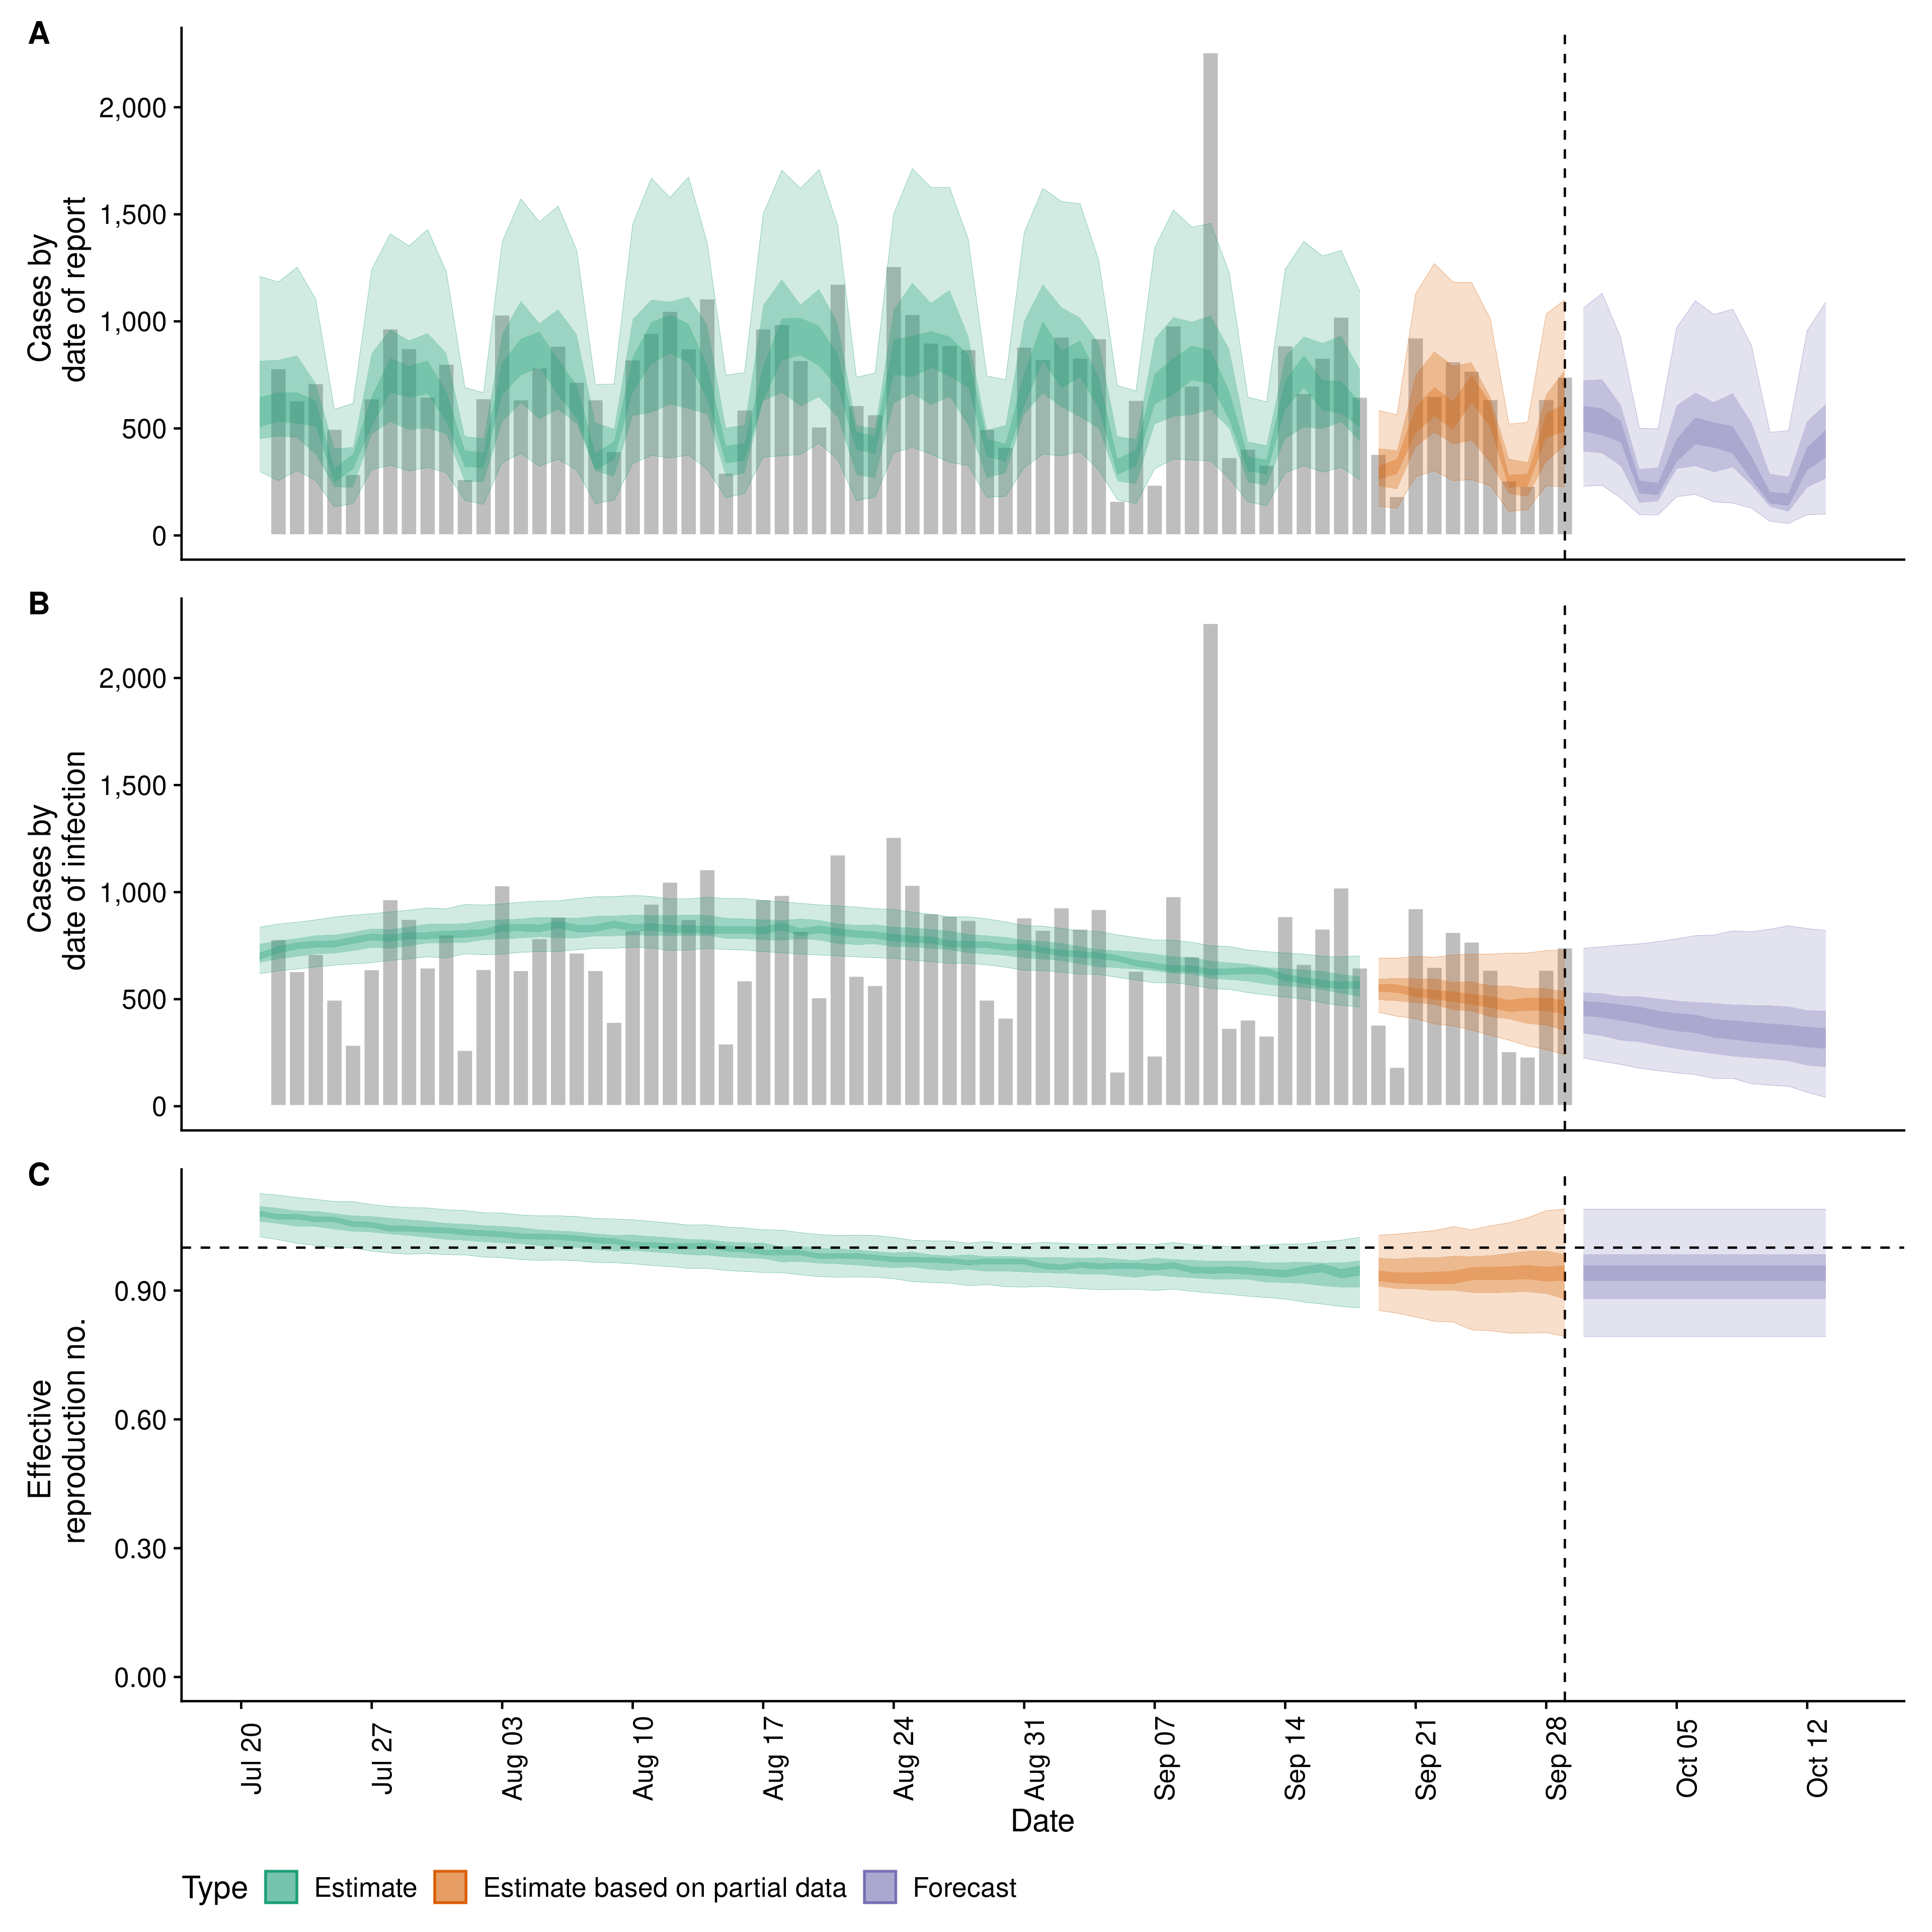 A
Cases by
date of report
2,000
1,500
1,000
500
0
B
Cases by
date of infection
2,000
1,500
1,000
500
0
C
Effective
reproduction no.
0.90
0.60
0.30
0.00
Jul 20
Jul 27
Aug 03
Aug 10
Aug 17
Aug 24
Aug 31
Sep 07
Sep 14
Sep 21
Sep 28
Oct 05
Oct 12
Date
Type Estimate Estimate based on partial data Forecast